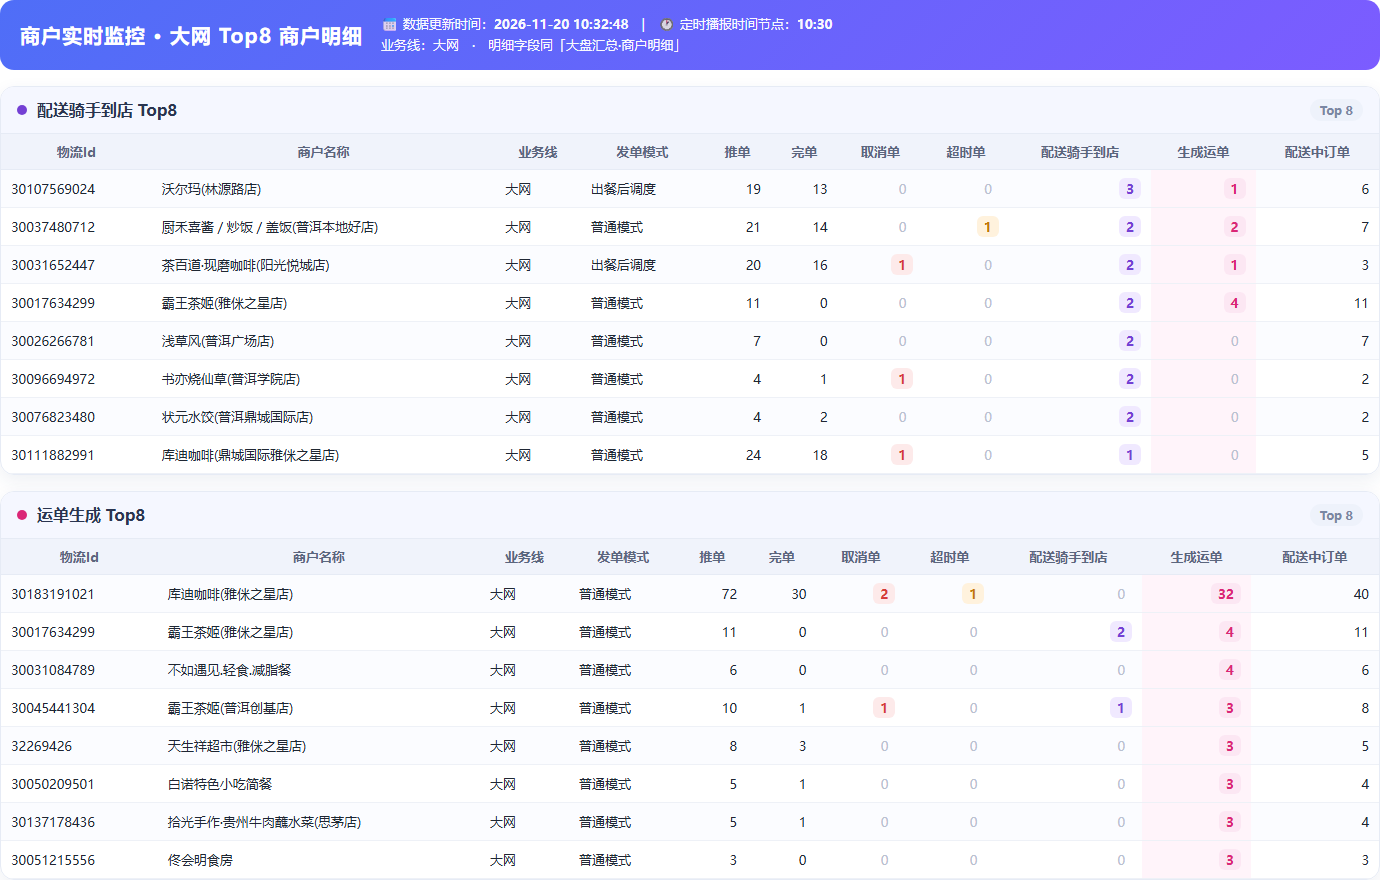 商户实时监控 · 大网 Top8 商户明细
数据更新时间：2026-11-20 10:32:48 | 定时播报时间节点：10:30
业务线：大网 · 明细字段同「大盘汇总·商户明细」
配送骑手到店 Top8 Top 8
物流Id 商户名称 业务线 发单模式 推单 完单 取消单 超时单 配送骑手到店 生成运单 配送中订单
30107569024 沃尔玛(林源路店) 大网 出餐后调度 19 13 0 0 3 1 6
30037480712 厨禾喜酱 / 炒饭 / 盖饭(普洱本地好店) 大网 普通模式 21 14 0 1 2 2 7
30031652447 茶百道·现磨咖啡(阳光悦城店) 大网 出餐后调度 20 16 1 0 2 1 3
30017634299 霸王茶姬(雅侎之星店) 大网 普通模式 11 0 0 0 2 4 11
30026266781 浅草风(普洱广场店) 大网 普通模式 7 0 0 0 2 0 7
30096694972 书亦烧仙草(普洱学院店) 大网 普通模式 4 1 1 0 2 0 2
30076823480 状元水饺(普洱鼎城国际店) 大网 普通模式 4 2 0 0 2 0 2
30111882991 库迪咖啡(鼎城国际雅侎之星店) 大网 普通模式 24 18 1 0 1 0 5
运单生成 Top8 Top 8
物流Id 商户名称 业务线 发单模式 推单 完单 取消单 超时单 配送骑手到店 生成运单 配送中订单
30183191021 库迪咖啡(雅侎之星店) 大网 普通模式 72 30 2 1 0 32 40
30017634299 霸王茶姬(雅侎之星店) 大网 普通模式 11 0 0 0 2 4 11
30031084789 不如遇见.轻食.减脂餐 大网 普通模式 6 0 0 0 0 4 6
30045441304 霸王茶姬(普洱创基店) 大网 普通模式 10 1 1 0 1 3 8
32269426 天生祥超市(雅侎之星店) 大网 普通模式 8 3 0 0 0 3 5
30050209501 白诺特色小吃简餐 大网 普通模式 5 1 0 0 0 3 4
30137178436 拾光手作·贵州牛肉蘸水菜(思茅店) 大网 普通模式 5 1 0 0 0 3 4
30051215556 佟会明食房 大网 普通模式 3 0 0 0 0 3 3